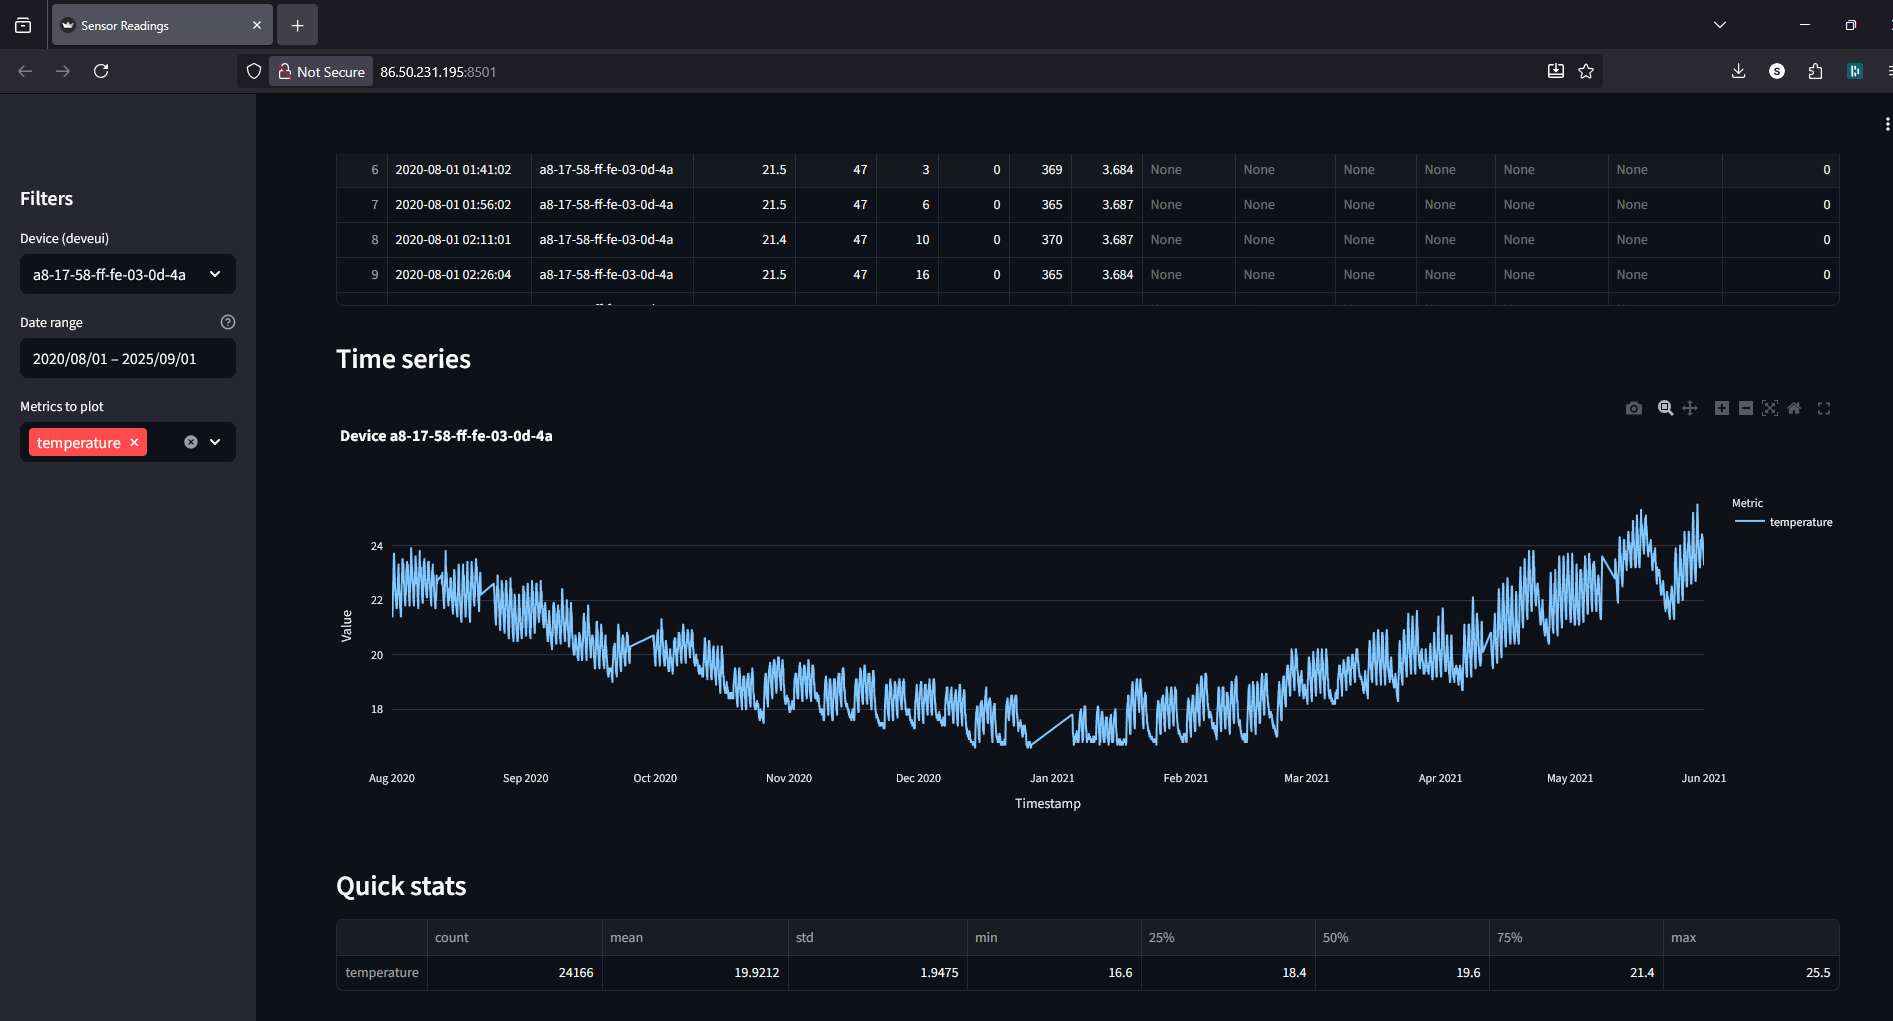 Sensor Readings
Not Secure 86.50.231.195:8501
S
Filters
Device (deveui)
a8-17-58-ff-fe-03-0d-4a
Date range
2020/08/01 – 2025/09/01
Metrics to plot
temperature
6 2020-08-01 01:41:02 a8-17-58-ff-fe-03-0d-4a 21.5 47 3 0 369 3.684 None None None None None None 0
7 2020-08-01 01:56:02 a8-17-58-ff-fe-03-0d-4a 21.5 47 6 0 365 3.687 None None None None None None 0
8 2020-08-01 02:11:01 a8-17-58-ff-fe-03-0d-4a 21.4 47 10 0 370 3.687 None None None None None None 0
9 2020-08-01 02:26:04 a8-17-58-ff-fe-03-0d-4a 21.5 47 16 0 365 3.684 None None None None None None 0
Time series
Device a8-17-58-ff-fe-03-0d-4a
Metric
temperature
24
22
20
18
Value
Aug 2020 Sep 2020 Oct 2020 Nov 2020 Dec 2020 Jan 2021 Feb 2021 Mar 2021 Apr 2021 May 2021 Jun 2021
Timestamp
Quick stats
count mean std min 25% 50% 75% max
temperature 24166 19.9212 1.9475 16.6 18.4 19.6 21.4 25.5